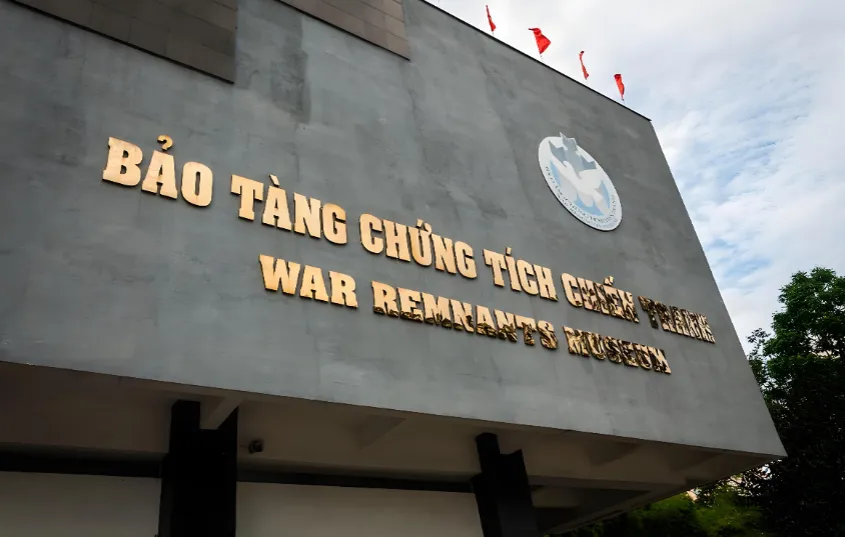 BẢO TÀNG CHỨNG TÍCH CHIẾN TRANH
WAR REMNANTS MUSEUM